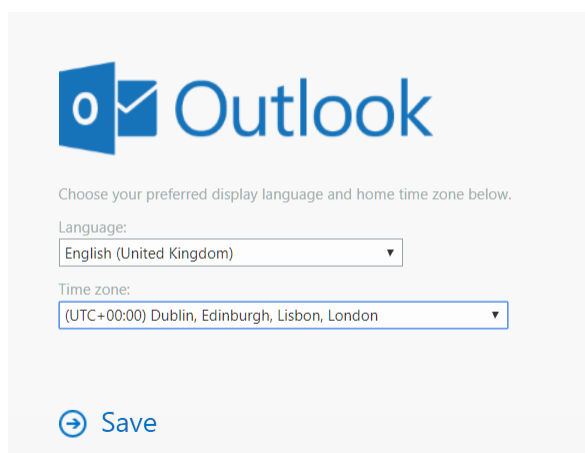 Outlook
Choose your preferred display language and home time zone below.
Language:
English (United Kingdom)
Time zone:
(UTC+00:00) Dublin, Edinburgh, Lisbon, London
Save